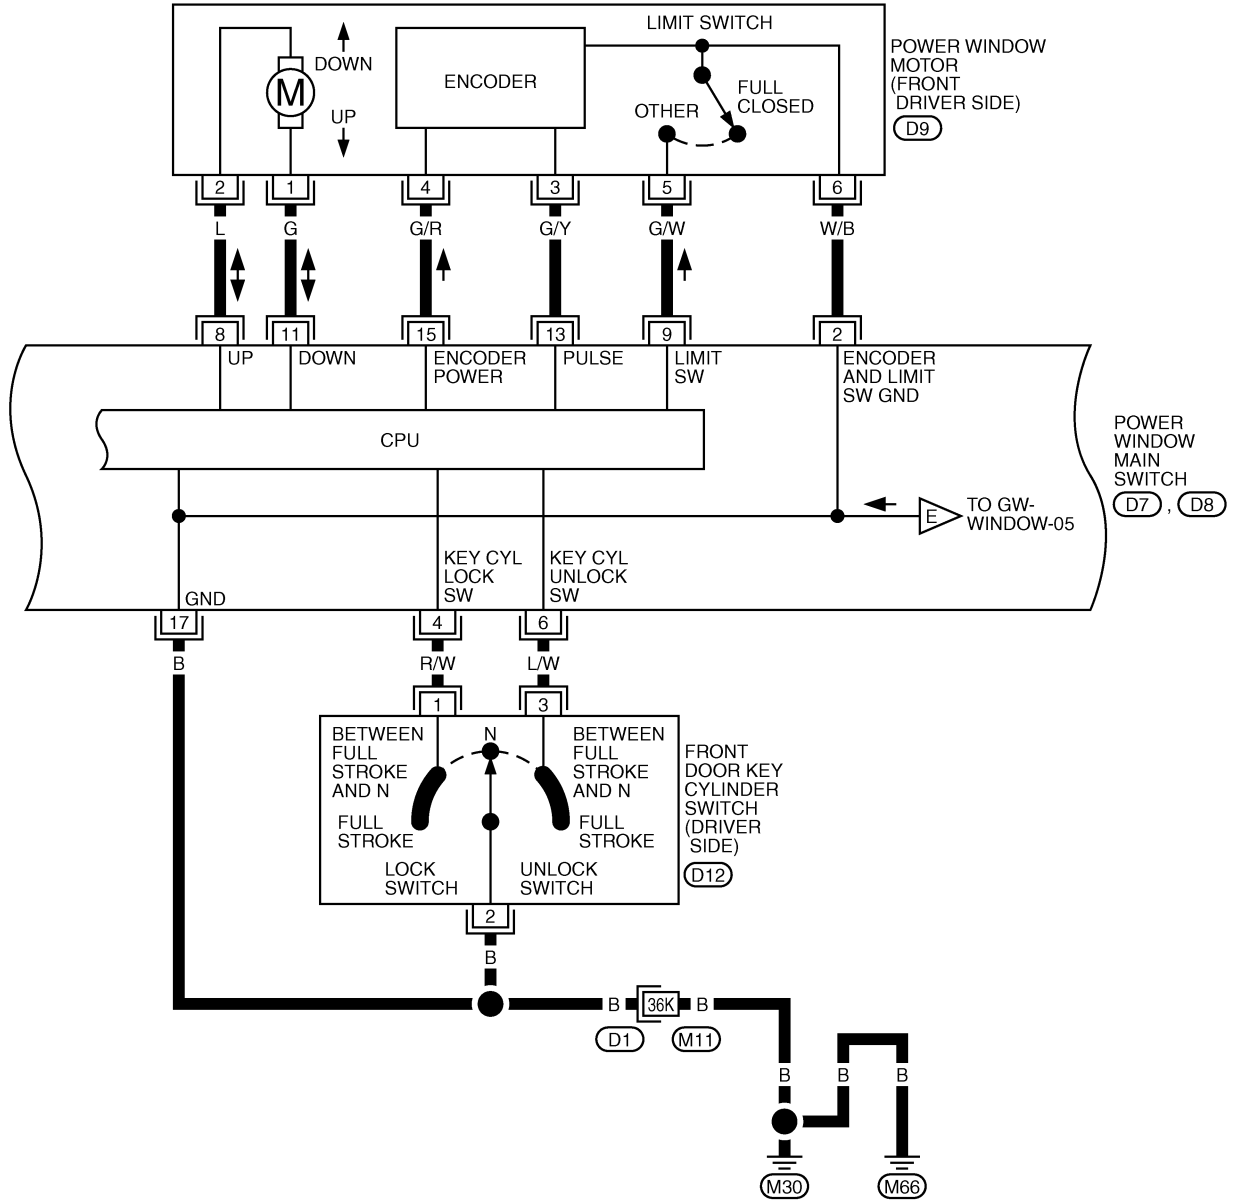 LIMIT SWITCH
POWER WINDOW
MOTOR
(FRONT
DRIVER SIDE)
D9
DOWN
M
UP
ENCODER
FULL
CLOSED
OTHER
2 1 4 3 5 6
L G G/R G/Y G/W W/B
8 11 15 13 9 2
UP
DOWN
ENCODER
POWER
PULSE
LIMIT
SW
ENCODER
AND LIMIT
SW GND
CPU
POWER
WINDOW
MAIN
SWITCH
D7 , D8
E
TO GW-
WINDOW-05
KEY CYL
LOCK
SW
KEY CYL
UNLOCK
SW
GND
17 4 6
B R/W L/W
1 3
BETWEEN
FULL
STROKE
AND N
N
BETWEEN
FULL
STROKE
AND N
FULL
STROKE
FULL
STROKE
LOCK
SWITCH
UNLOCK
SWITCH
FRONT
DOOR KEY
CYLINDER
SWITCH
(DRIVER
SIDE)
D12
2
B
B 36K B
D1 M11
B B B
M30 M66